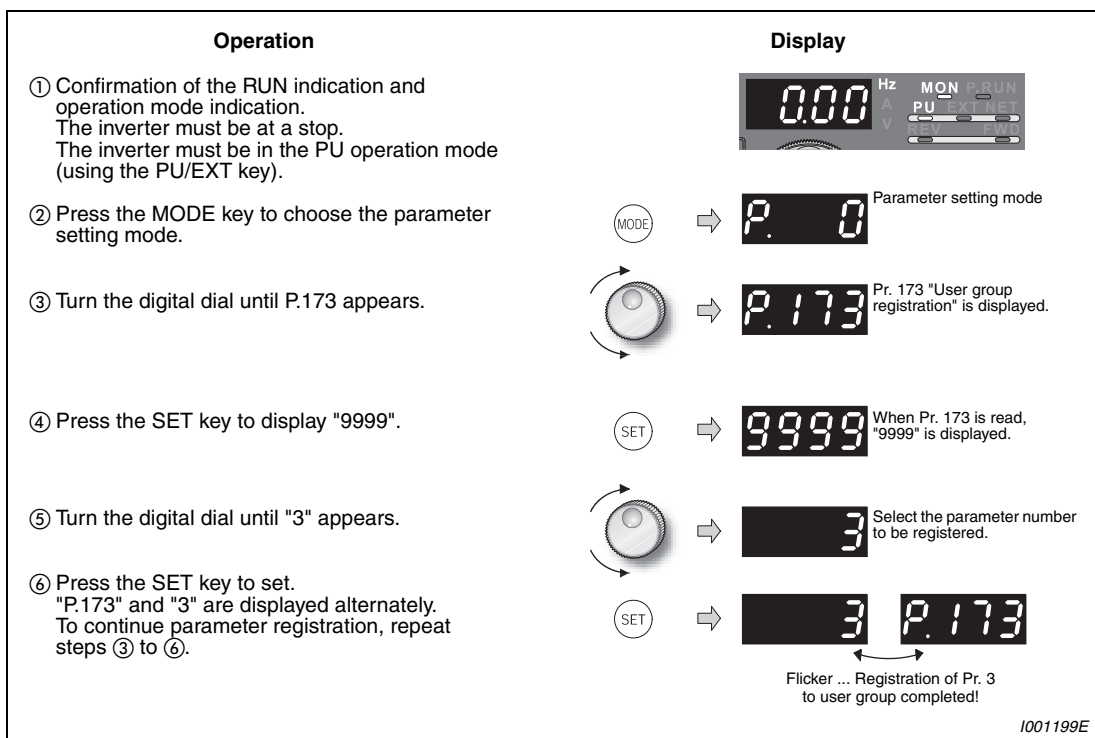 Operation
Display
① Confirmation of the RUN indication and
operation mode indication.
The inverter must be at a stop.
The inverter must be in the PU operation mode
(using the PU/EXT key).
0.00
Hz
A
V
MON P.RUN
PU EXT NET
REV FWD
② Press the MODE key to choose the parameter
setting mode.
MODE
P. 0
Parameter setting mode
③ Turn the digital dial until P.173 appears.
P.173
Pr. 173 "User group
registration" is displayed.
④ Press the SET key to display "9999".
SET
9999
When Pr. 173 is read,
"9999" is displayed.
⑤ Turn the digital dial until "3" appears.
3
Select the parameter number
to be registered.
⑥ Press the SET key to set.
"P.173" and "3" are displayed alternately.
To continue parameter registration, repeat
steps ③ to ⑥.
SET
3 P.173
Flicker ... Registration of Pr. 3
to user group completed!
I001199E